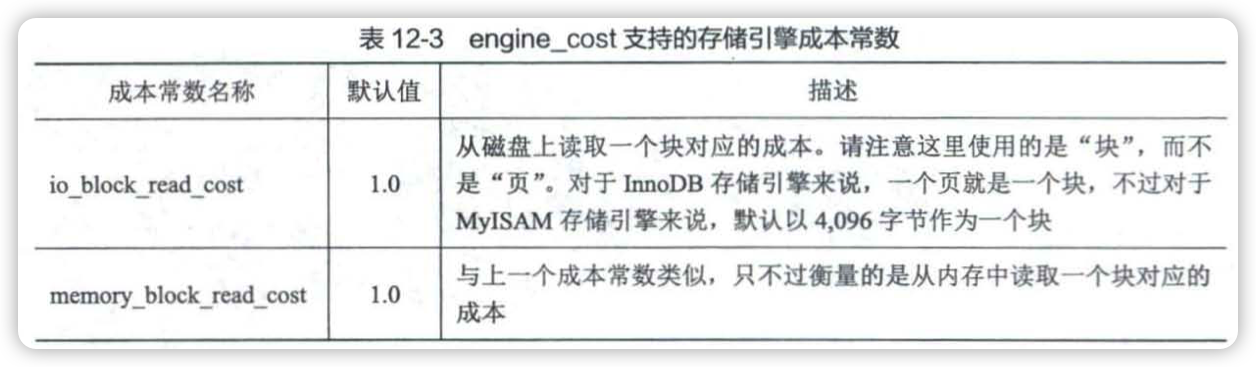 表 12-3 engine_cost 支持的存储引擎成本常数
成本常数名称 默认值 描述
io_block_read_cost 1.0 从磁盘上读取一个块对应的成本。请注意这里使用的是“块”，而不
是“页”。对于 InnoDB 存储引擎来说，一个页就是一个块，不过对于
MyISAM 存储引擎来说，默认以 4,096 字节作为一个块
memory_block_read_cost 1.0 与上一个成本常数类似，只不过衡量的是从内存中读取一个块对应的
成本